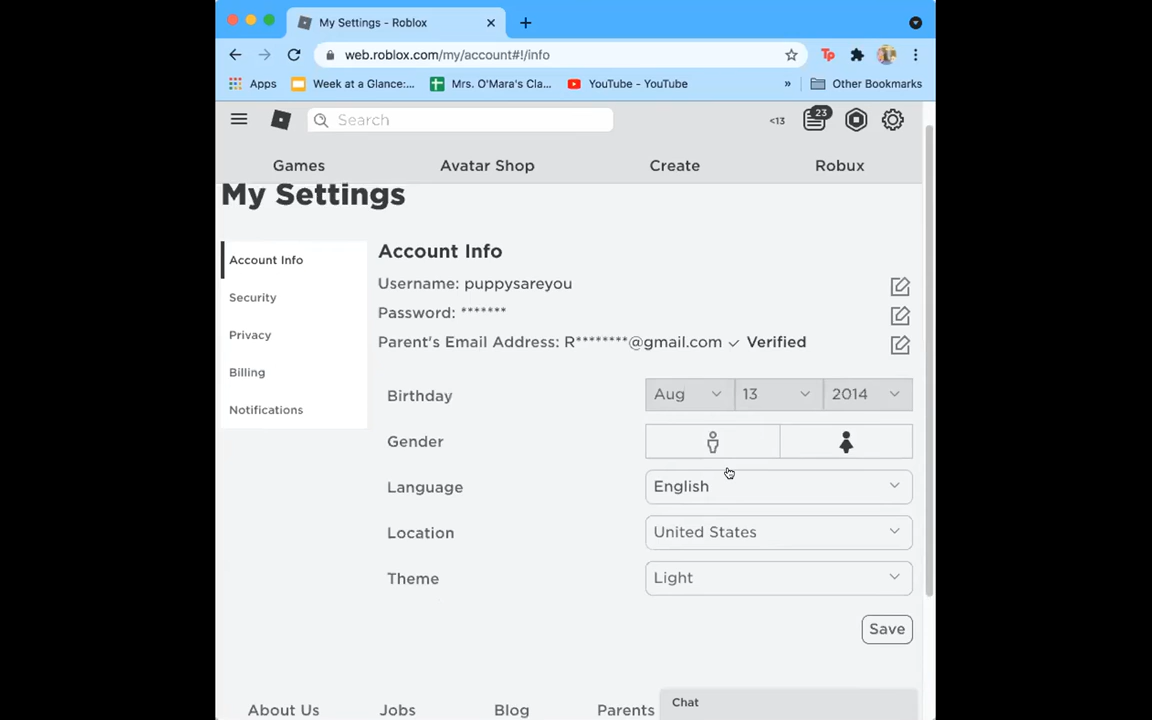 My Settings - Roblox
web.roblox.com/my/account#!/info
Tp
Apps Week at a Glance:... Mrs. O'Mara's Cla... YouTube - YouTube » Other Bookmarks
Search <13 23
Games Avatar Shop Create Robux
My Settings
Account Info
Security
Privacy
Billing
Notifications
Account Info
Username: puppysareyou
Password: *******
Parent's Email Address: R********@gmail.com ✓ Verified
Birthday Aug 13 2014
Gender
Language English
Location United States
Theme Light
Save
About Us Jobs Blog Parents
Chat